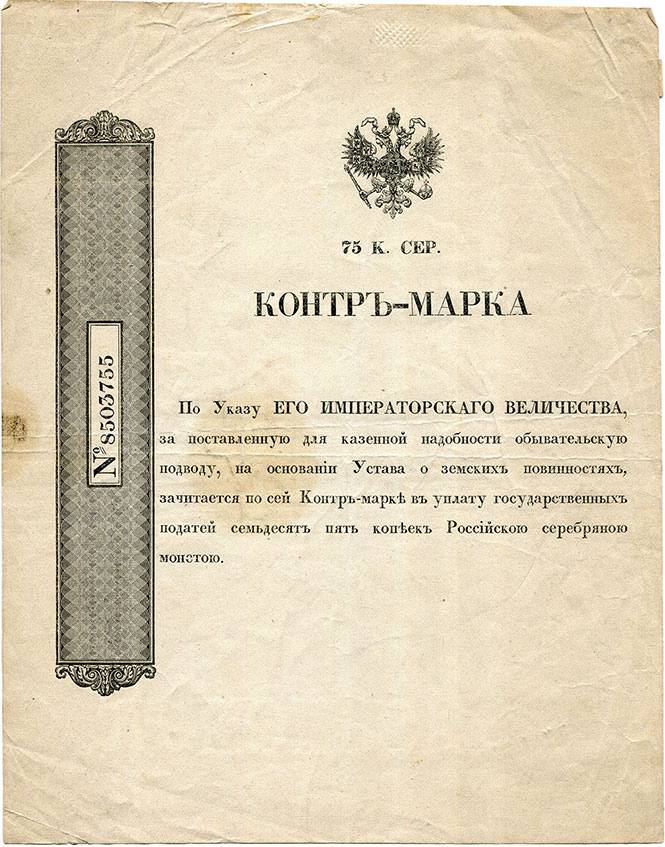 75 К. СЕР.
КОНТРЪ-МАРКА
По Указу ЕГО ИМПЕРАТОРСКАГО ВЕЛИЧЕСТВА,
за поставленную для казенной надобности обывательскую
подводу, на основаніи Устава о земскихъ повинностяхъ,
зачитается по сей Контръ-маркѣ въ уплату государственныхъ
податей семьдесятъ пять копѣекъ Россійскою серебряною
монетою.
№ 8503755